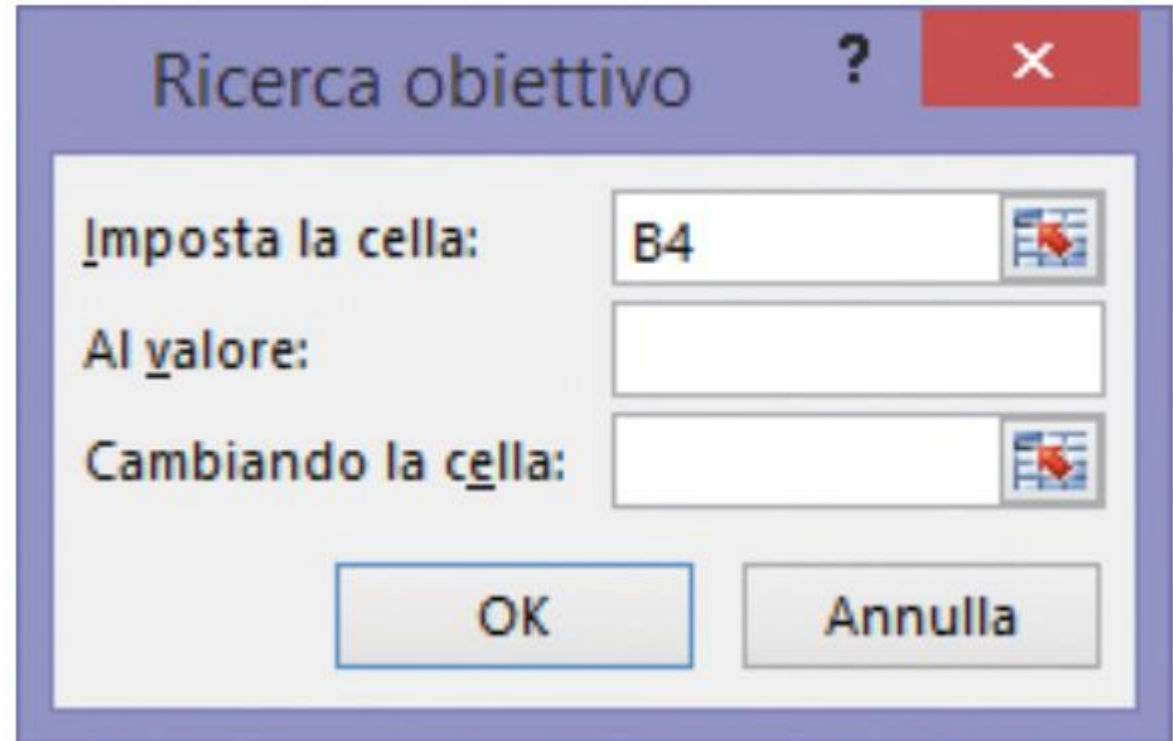 Ricerca obiettivo ?
Imposta la cella: B4
Al valore:
Cambiando la cella:
OK Annulla